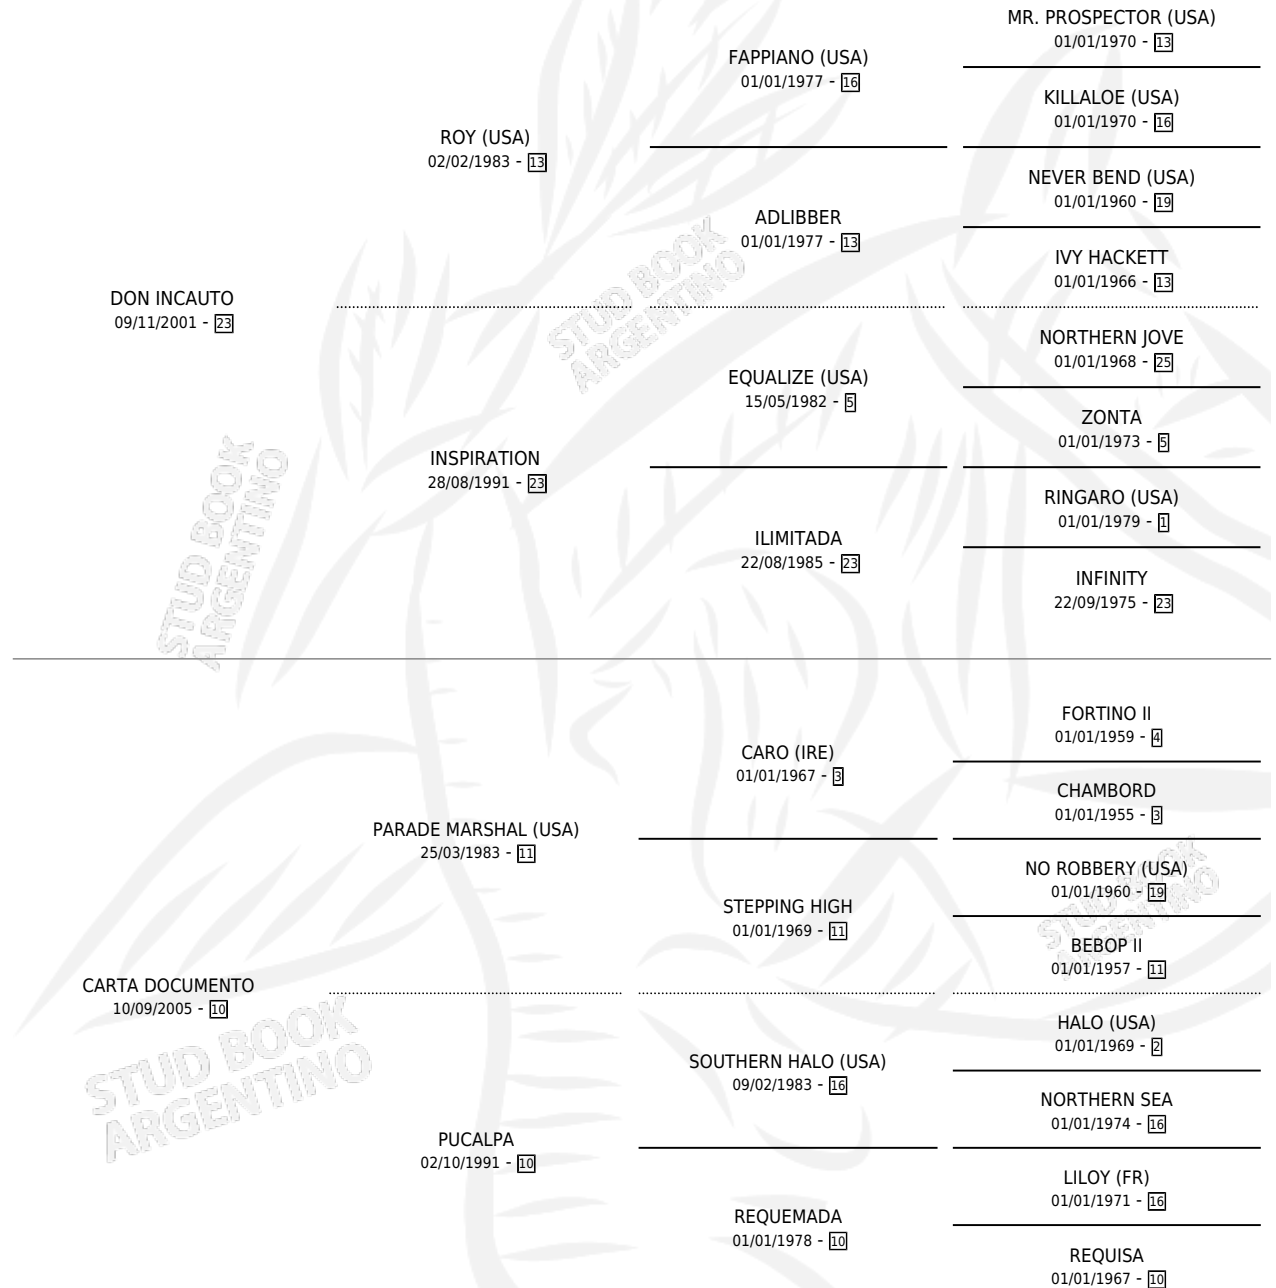 MR. PROSPECTOR (USA)
01/01/1970 - 13
FAPPIANO (USA)
01/01/1977 - 16
KILLALOE (USA)
01/01/1970 - 16
ROY (USA)
02/02/1983 - 13
NEVER BEND (USA)
01/01/1960 - 19
ADLIBBER
01/01/1977 - 13
IVY HACKETT
01/01/1966 - 13
DON INCAUTO
09/11/2001 - 23
NORTHERN JOVE
01/01/1968 - 25
EQUALIZE (USA)
15/05/1982 - 5
ZONTA
01/01/1973 - 5
INSPIRATION
28/08/1991 - 23
RINGARO (USA)
01/01/1979 - 1
ILIMITADA
22/08/1985 - 23
INFINITY
22/09/1975 - 23
STUD BOOK
ARGENTINO
STUD BOOK
ARGENTINO
FORTINO II
01/01/1959 - 4
CARO (IRE)
01/01/1967 - 3
CHAMBORD
01/01/1955 - 3
PARADE MARSHAL (USA)
25/03/1983 - 11
NO ROBBERY (USA)
01/01/1960 - 19
STEPPING HIGH
01/01/1969 - 11
BEBOP II
01/01/1957 - 11
CARTA DOCUMENTO
10/09/2005 - 10
HALO (USA)
01/01/1969 - 2
SOUTHERN HALO (USA)
09/02/1983 - 16
NORTHERN SEA
01/01/1974 - 16
PUCALPA
02/10/1991 - 10
LILOY (FR)
01/01/1971 - 16
REQUEMADA
01/01/1978 - 10
REQUISA
01/01/1967 - 10
STUD BOOK
ARGENTINO
STUD BOOK
ARGENTINO